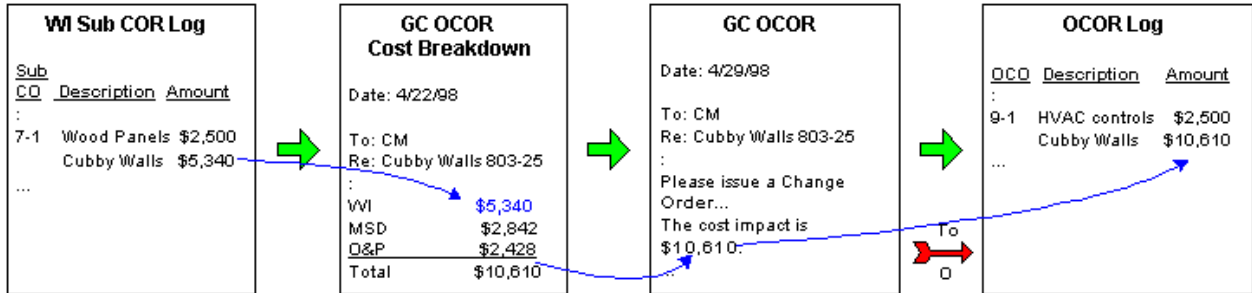 WI Sub COR Log
Sub
CO Description Amount
:
7-1 Wood Panels $2,500
Cubby Walls $5,340
...
GC OCOR
Cost Breakdown
Date: 4/22/98
To: CM
Re: Cubby Walls 803-25
:
WI $5,340
MSD $2,842
O&P $2,428
Total $10,610
GC OCOR
Date: 4/29/98
To: CM
Re: Cubby Walls 803-25
:
Please issue a Change
Order...
The cost impact is
$10,610.
..
To
O
OCOR Log
OCO Description Amount
:
9-1 HVAC controls $2,500
Cubby Walls $10,610
...